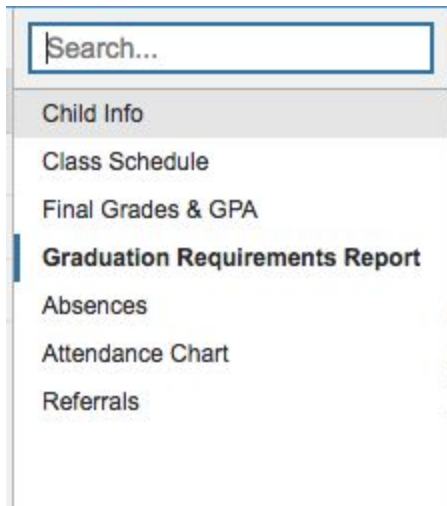 Search...
Child Info
Class Schedule
Final Grades & GPA
Graduation Requirements Report
Absences
Attendance Chart
Referrals